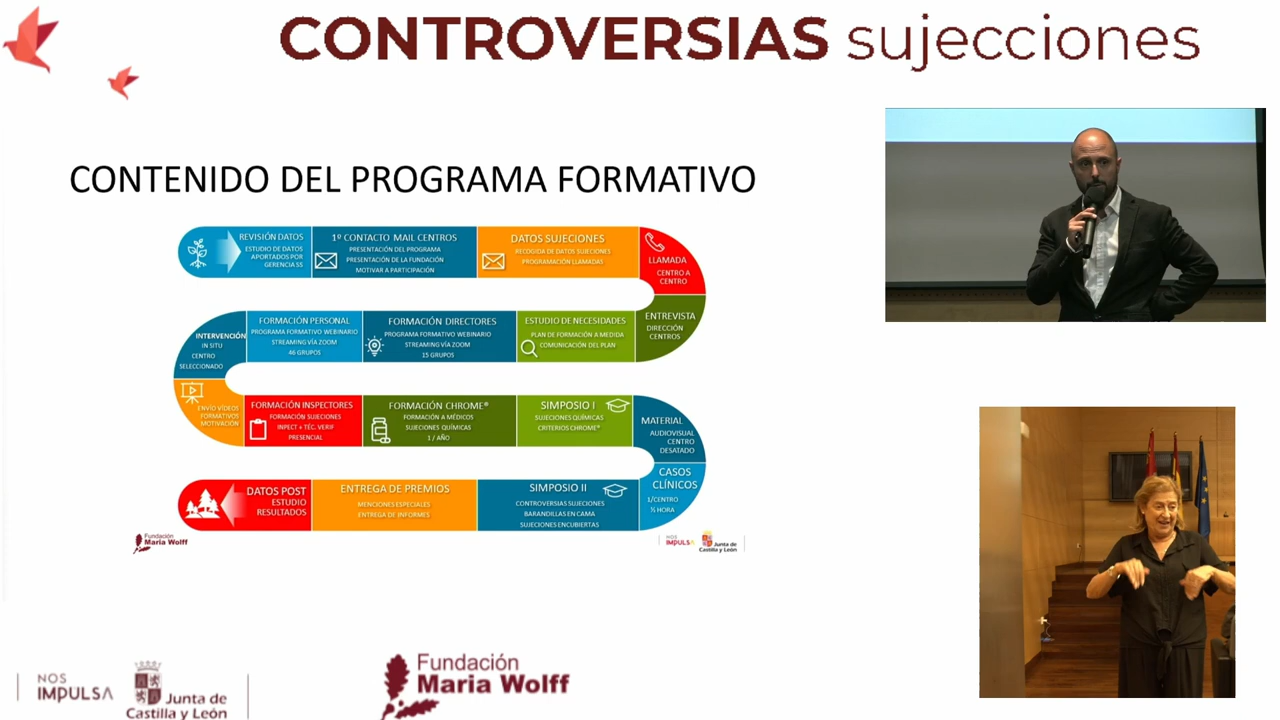 CONTROVERSIAS sujecciones
CONTENIDO DEL PROGRAMA FORMATIVO
REVISIÓN DATOS
ESTUDIO DE DATOS
APORTADOS POR
GERENCIA SS
1º CONTACTO MAIL CENTROS
PRESENTACIÓN DEL PROGRAMA
PRESENTACIÓN DE LA FUNDACIÓN
MOTIVAR A PARTICIPACIÓN
DATOS SUJECIONES
RECOGIDA DE DATOS SUJECIONES
PROGRAMACIÓN LLAMADAS
LLAMADA
CENTRO A
CENTRO
ENTREVISTA
DIRECCIÓN
CENTROS
ESTUDIO DE NECESIDADES
PLAN DE FORMACIÓN A MEDIDA
COMUNICACIÓN DEL PLAN
FORMACIÓN DIRECTORES
PROGRAMA FORMATIVO WEBINARIO
STREAMING VÍA ZOOM
15 GRUPOS
FORMACIÓN PERSONAL
PROGRAMA FORMATIVO WEBINARIO
STREAMING VÍA ZOOM
46 GRUPOS
INTERVENCIÓN
IN SITU
CENTRO
SELECCIONADO
ENVÍO VÍDEOS
FORMATIVOS
MOTIVACIÓN
FORMACIÓN INSPECTORES
FORMACIÓN SUJECIONES
INPECT + TÉC. VERIF
PRESENCIAL
FORMACIÓN CHROME®
FORMACIÓN A MÉDICOS
SUJECIONES QUÍMICAS
1 / AÑO
SIMPOSIO I
SUJECIONES QUÍMICAS
CRITERIOS CHROME®
MATERIAL
AUDIOVISUAL
CENTRO
DESATADO
CASOS
CLÍNICOS
1/CENTRO
½ HORA
SIMPOSIO II
CONTROVERSIAS SUJECIONES
BARANDILLAS EN CAMA
SUJECIONES ENCUBIERTAS
ENTREGA DE PREMIOS
MENCIONES ESPECIALES
ENTREGA DE INFORMES
DATOS POST
ESTUDIO
RESULTADOS
Fundación
Maria Wolff
NOS
IMPULSA
Junta de
Castilla y León
NOS
IMPULSA
Junta de
Castilla y León
Fundación
Maria Wolff